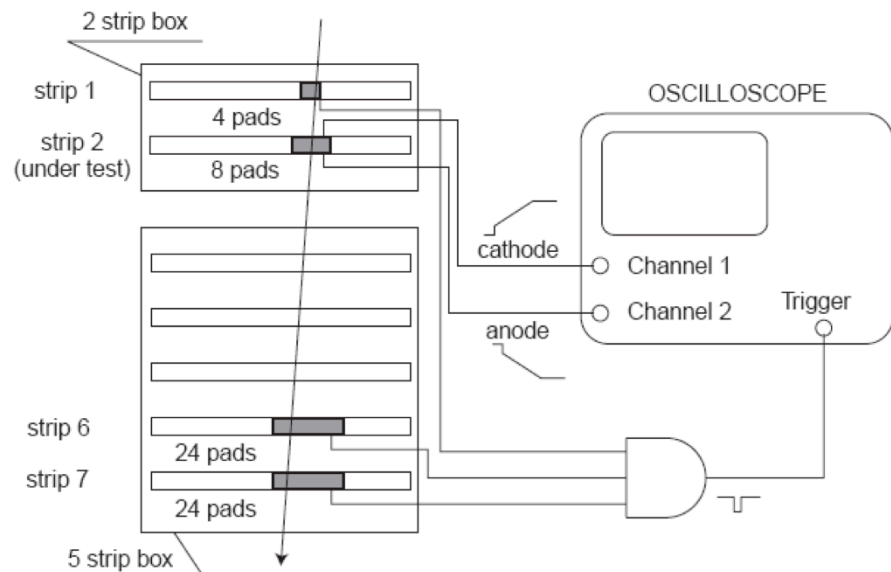 2 strip box
strip 1
4 pads
strip 2
(under test)
8 pads
OSCILLOSCOPE
cathode
Channel 1
Channel 2
Trigger
anode
strip 6
24 pads
strip 7
24 pads
5 strip box